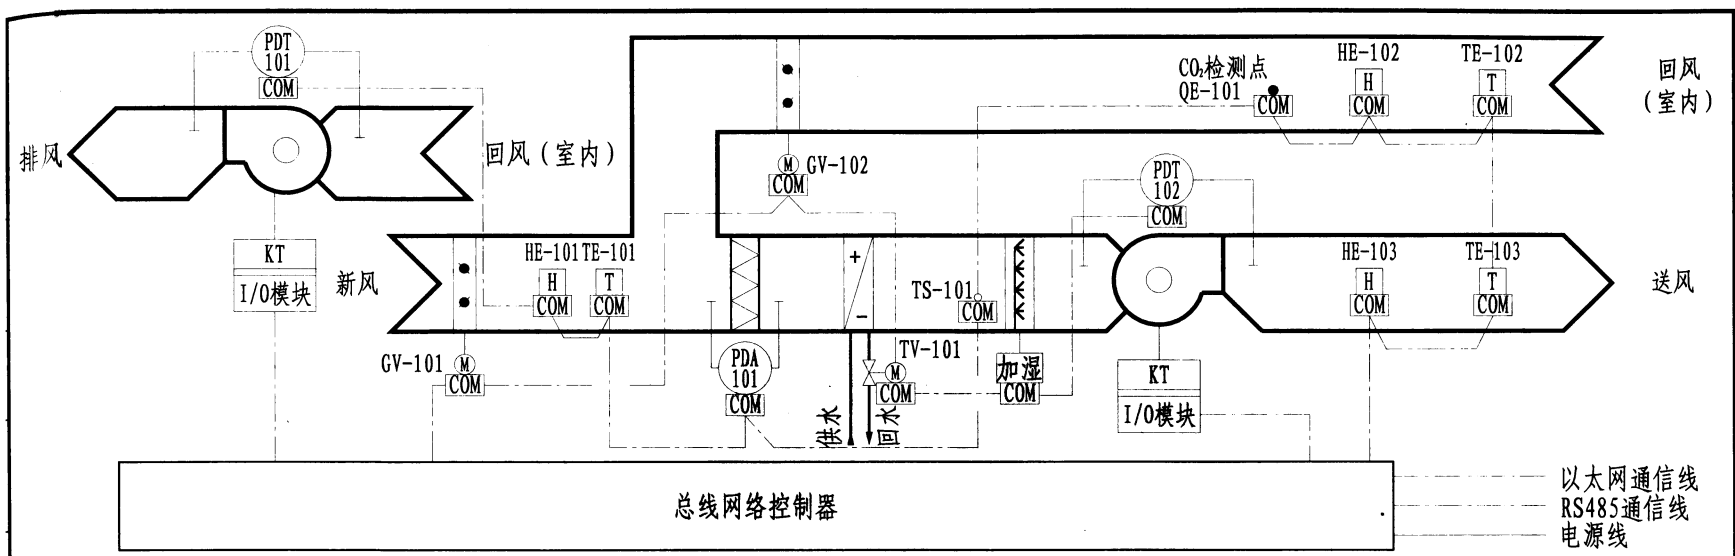 PDT
101
COM
排风
回风（室内）
KT
I/O模块
GV-102
M
COM
CO₂检测点
QE-101
COM
HE-102
H
COM
TE-102
T
COM
回风
（室内）
PDT
102
COM
新风
HE-101
H
COM
TE-101
T
COM
+
−
TS-101
COM
HE-103
H
COM
TE-103
T
COM
送风
GV-101
M
COM
PDA
101
COM
供水
回水
TV-101
M
COM
加湿
COM
KT
I/O模块
总线网络控制器
以太网通信线
RS485通信线
电源线